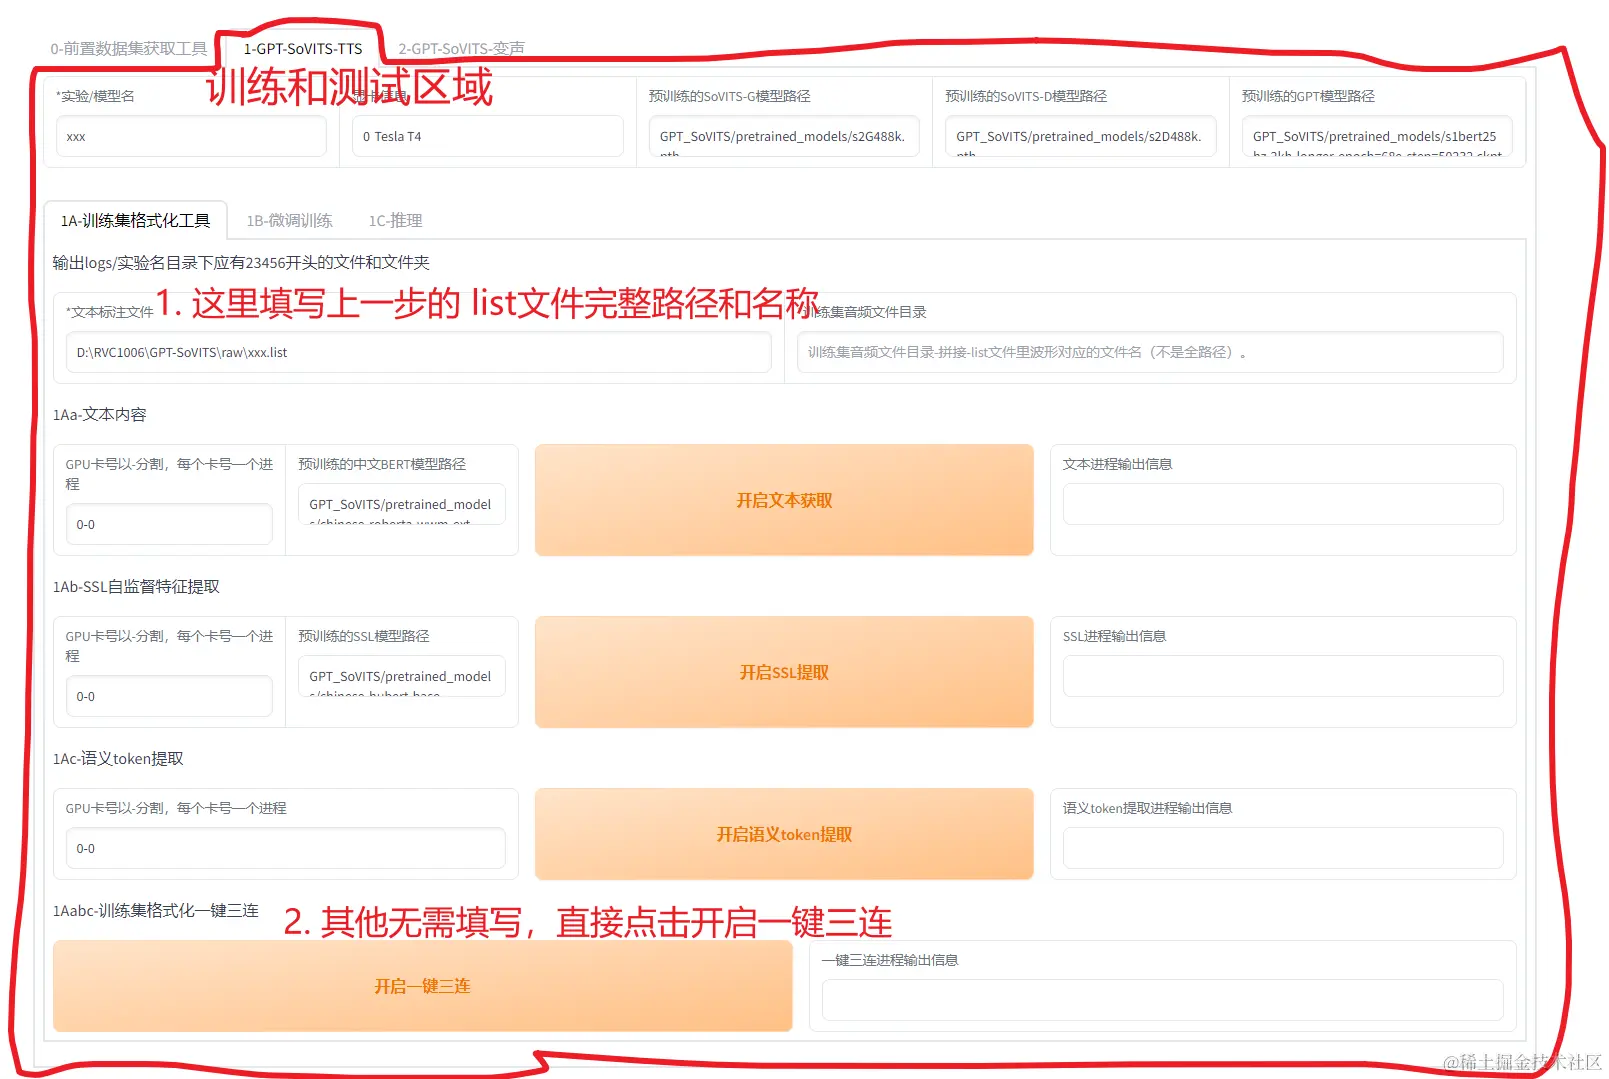 0-前置数据集获取工具
1-GPT-SoVITS-TTS
2-GPT-SoVITS-变声
训练和测试区域
*实验/模型名
显卡信息
预训练的SoVITS-G模型路径
预训练的SoVITS-D模型路径
预训练的GPT模型路径
xxx
0 Tesla T4
GPT_SoVITS/pretrained_models/s2G488k.
pth
GPT_SoVITS/pretrained_models/s2D488k.
pth
GPT_SoVITS/pretrained_models/s1bert25
hz-2kh-longer-epoch=68e-step=50232.ckpt
1A-训练集格式化工具
1B-微调训练
1C-推理
输出logs/实验名目录下应有23456开头的文件和文件夹
*文本标注文件
1. 这里填写上一步的 list文件完整路径和名称
训练集音频文件目录
D:\RVC1006\GPT-SoVITS\raw\xxx.list
训练集音频文件目录-拼接-list文件里波形对应的文件名（不是全路径）。
1Aa-文本内容
GPU卡号以-分割，每个卡号一个进
程
0-0
预训练的中文BERT模型路径
GPT_SoVITS/pretrained_model
s/chinese-roberta-wwm-ext
开启文本获取
文本进程输出信息
1Ab-SSL自监督特征提取
GPU卡号以-分割，每个卡号一个进
程
0-0
预训练的SSL模型路径
GPT_SoVITS/pretrained_model
s/chinese-hubert-base
开启SSL提取
SSL进程输出信息
1Ac-语义token提取
GPU卡号以-分割，每个卡号一个进程
0-0
开启语义token提取
语义token提取进程输出信息
1Aabc-训练集格式化一键三连
2. 其他无需填写，直接点击开启一键三连
开启一键三连
一键三连进程输出信息
@稀土掘金技术社区